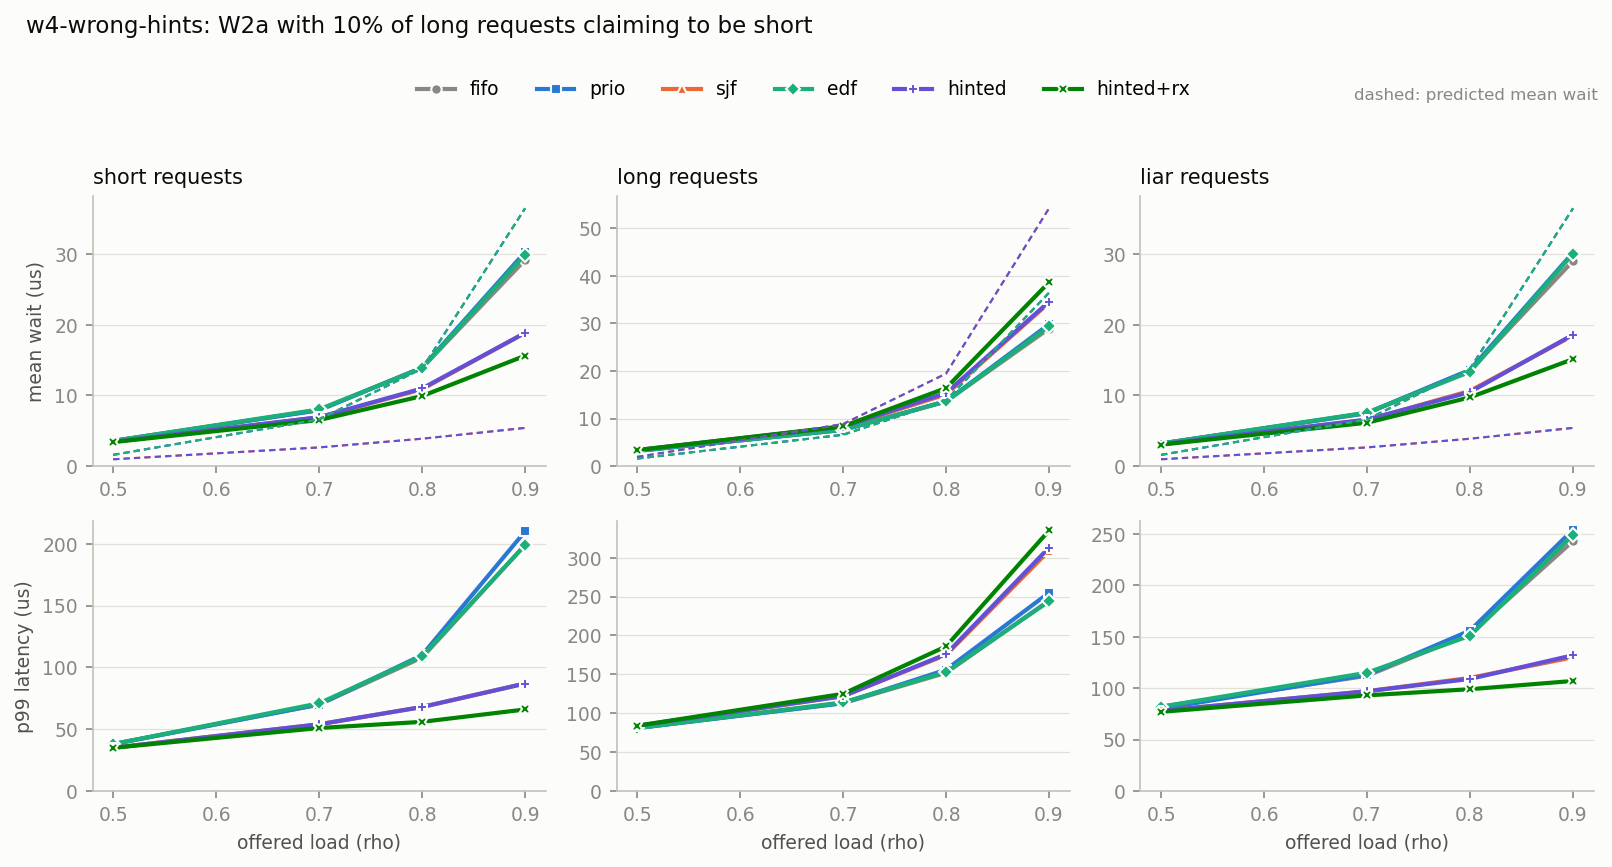 w4-wrong-hints: W2a with 10% of long requests claiming to be short
fifo prio sjf edf hinted hinted+rx
dashed: predicted mean wait
short requests
mean wait (us)
30
20
10
0
0.5 0.6 0.7 0.8 0.9
long requests
50
40
30
20
10
0
0.5 0.6 0.7 0.8 0.9
liar requests
30
20
10
0
0.5 0.6 0.7 0.8 0.9
p99 latency (us)
200
150
100
50
0
0.5 0.6 0.7 0.8 0.9
offered load (rho)
300
250
200
150
100
50
0
0.5 0.6 0.7 0.8 0.9
offered load (rho)
250
200
150
100
50
0
0.5 0.6 0.7 0.8 0.9
offered load (rho)